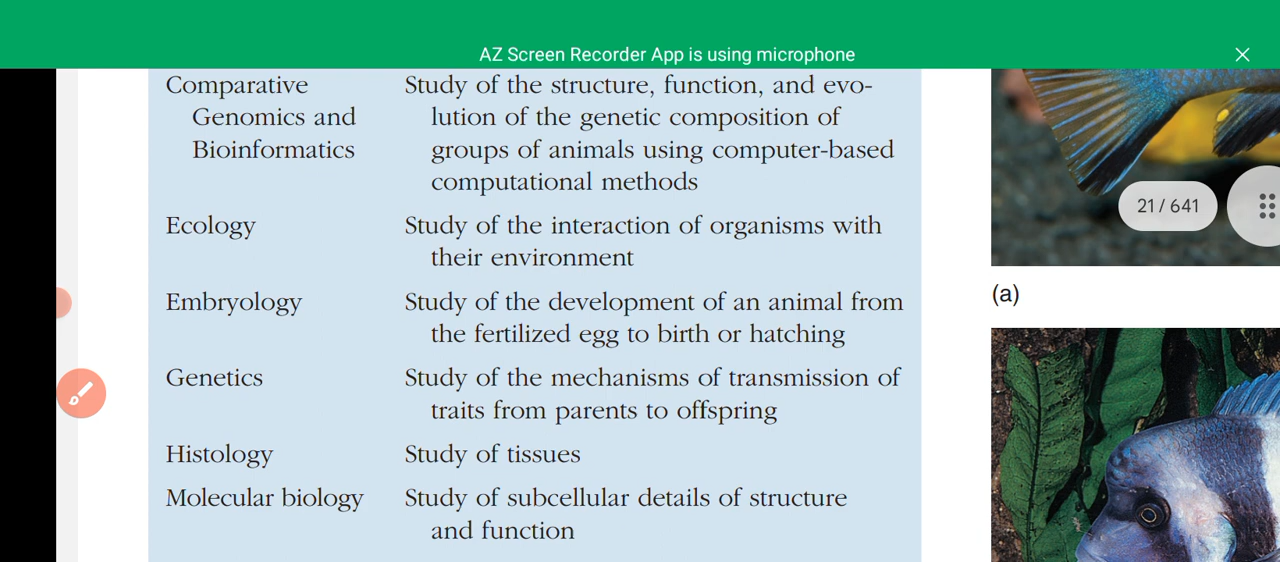 AZ Screen Recorder App is using microphone
Comparative
Genomics and
Bioinformatics
Study of the structure, function, and evo-
lution of the genetic composition of
groups of animals using computer-based
computational methods
Ecology
Study of the interaction of organisms with
their environment
Embryology
Study of the development of an animal from
the fertilized egg to birth or hatching
Genetics
Study of the mechanisms of transmission of
traits from parents to offspring
Histology
Study of tissues
Molecular biology
Study of subcellular details of structure
and function
21 / 641
(a)